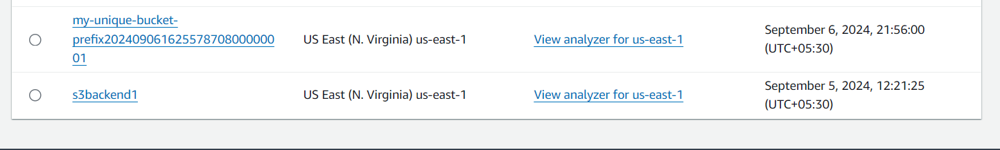 my-unique-bucket-
prefix20240906162557870800000
01
US East (N. Virginia) us-east-1
View analyzer for us-east-1
September 6, 2024, 21:56:00
(UTC+05:30)
s3backend1
US East (N. Virginia) us-east-1
View analyzer for us-east-1
September 5, 2024, 12:21:25
(UTC+05:30)